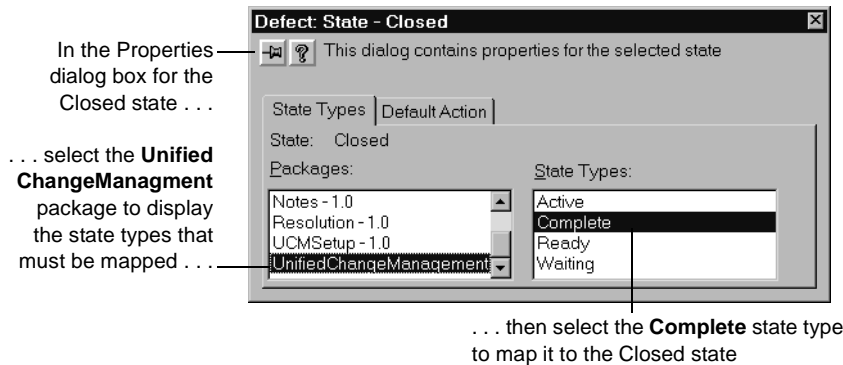 Defect: State - Closed
In the Properties
dialog box for the
Closed state . . .
This dialog contains properties for the selected state
State Types
Default Action
State: Closed
. . . select the Unified
ChangeManagment
package to display
the state types that
must be mapped . . .
Packages:
Notes - 1.0
Resolution - 1.0
UCMSetup - 1.0
UnifiedChangeManagement
State Types:
Active
Complete
Ready
Waiting
. . . then select the Complete state type
to map it to the Closed state